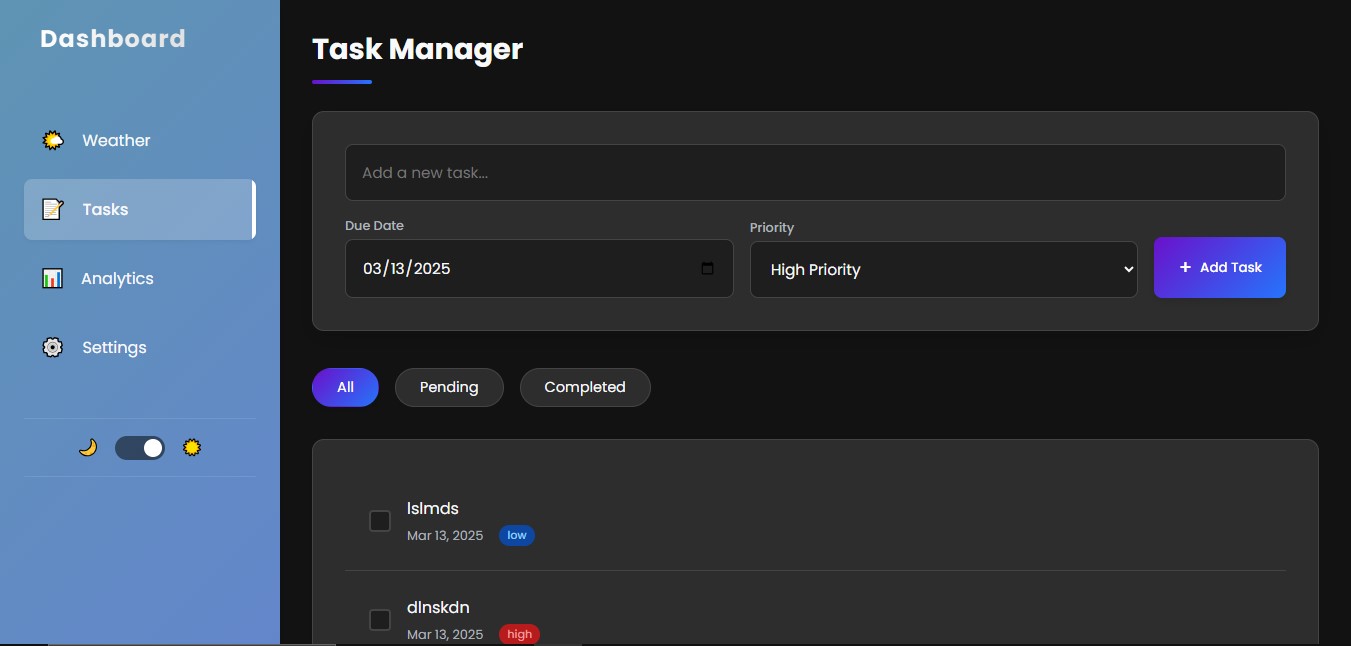 Dashboard
Weather
Tasks
Analytics
Settings
Task Manager
Add a new task...
Due Date
Priority
03/13/2025
High Priority
+ Add Task
All
Pending
Completed
lslmds
Mar 13, 2025 low
dlnskdn
Mar 13, 2025 high